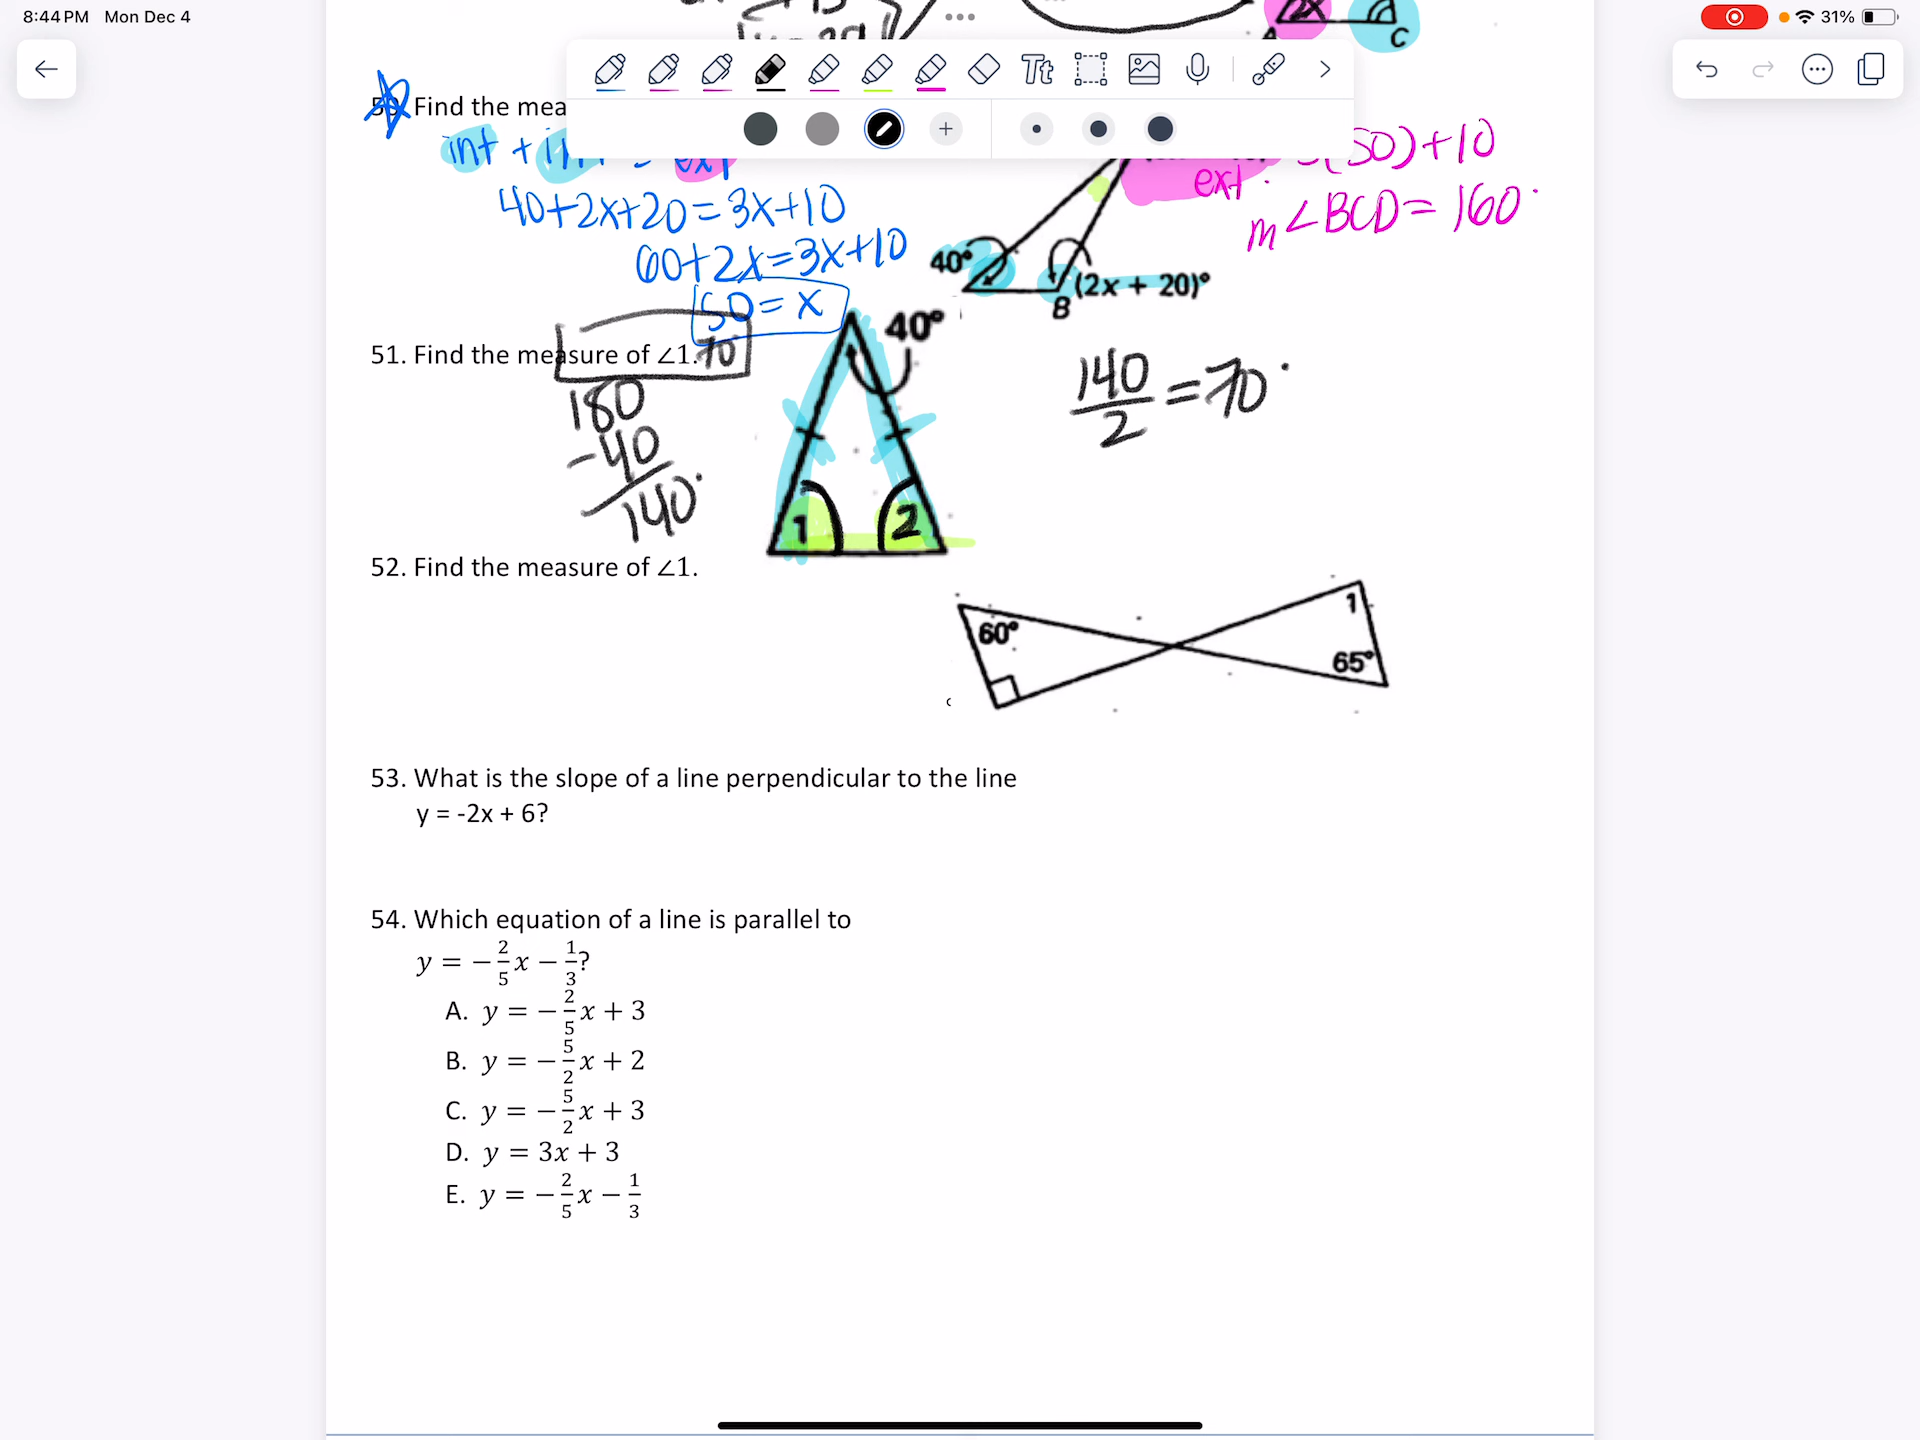 8:44 PM Mon Dec 4
31%
Tt
2x
C
Find the mea
int +
40+2x+20=3x+10
60+2x=3x+10
50=x
(50)+10
ext.
m∠BCD=160°
40°
B
(2x + 20)°
51. Find the measure of ∠1. 70
180
-40
140°
40°
1
2
140/2=70°
52. Find the measure of ∠1.
60°
1
65°
53. What is the slope of a line perpendicular to the line
y = -2x + 6?
54. Which equation of a line is parallel to
y = −2/5x − 1/3?
A. y = −2/5x + 3
B. y = −5/2x + 2
C. y = −5/2x + 3
D. y = 3x + 3
E. y = −2/5x − 1/3